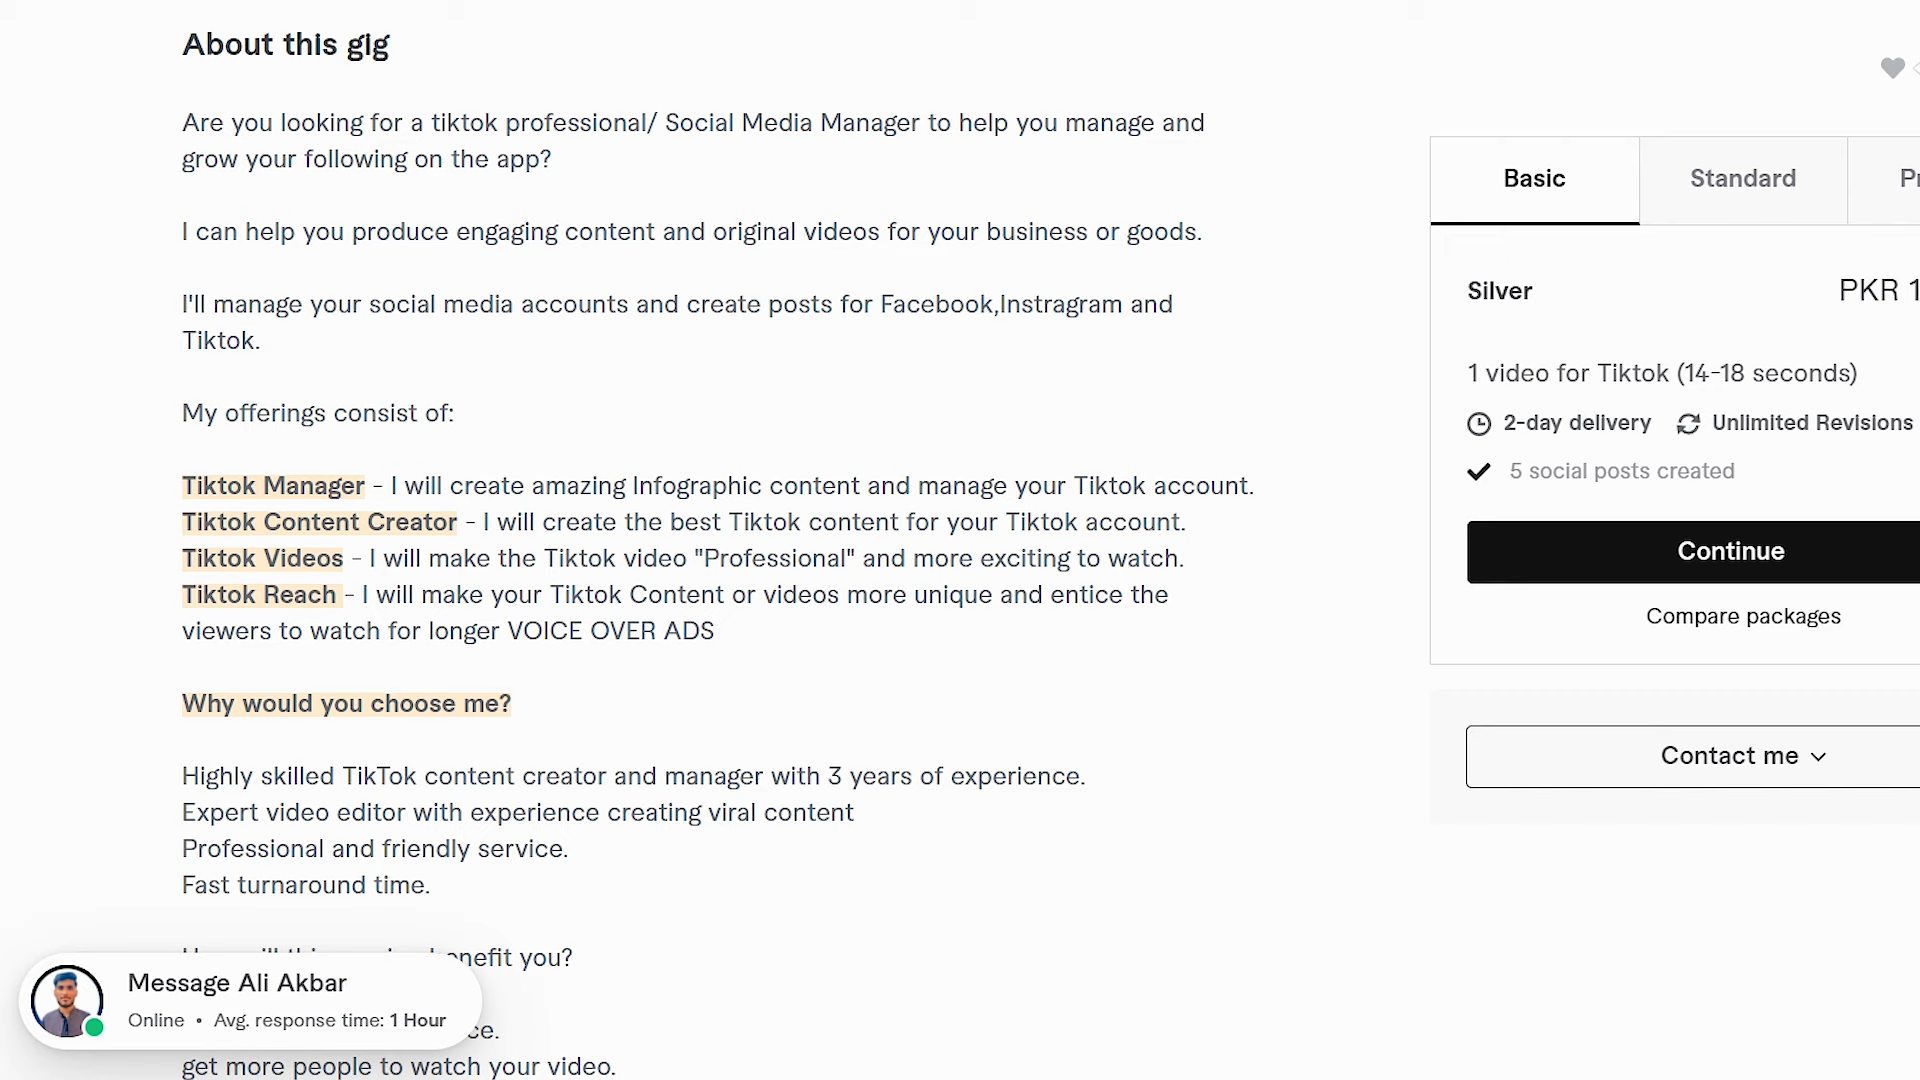 About this gig
Are you looking for a tiktok professional/ Social Media Manager to help you manage and
grow your following on the app?
I can help you produce engaging content and original videos for your business or goods.
I'll manage your social media accounts and create posts for Facebook,Instragram and
Tiktok.
My offerings consist of:
Tiktok Manager - I will create amazing Infographic content and manage your Tiktok account.
Tiktok Content Creator - I will create the best Tiktok content for your Tiktok account.
Tiktok Videos - I will make the Tiktok video "Professional" and more exciting to watch.
Tiktok Reach - I will make your Tiktok Content or videos more unique and entice the
viewers to watch for longer VOICE OVER ADS
Why would you choose me?
Highly skilled TikTok content creator and manager with 3 years of experience.
Expert video editor with experience creating viral content
Professional and friendly service.
Fast turnaround time.
you?
get more people to watch your video.
Message Ali Akbar
Online • Avg. response time: 1 Hour
Basic
Standard
Silver
PKR 1
1 video for Tiktok (14-18 seconds)
2-day delivery
Unlimited Revisions
5 social posts created
Continue
Compare packages
Contact me